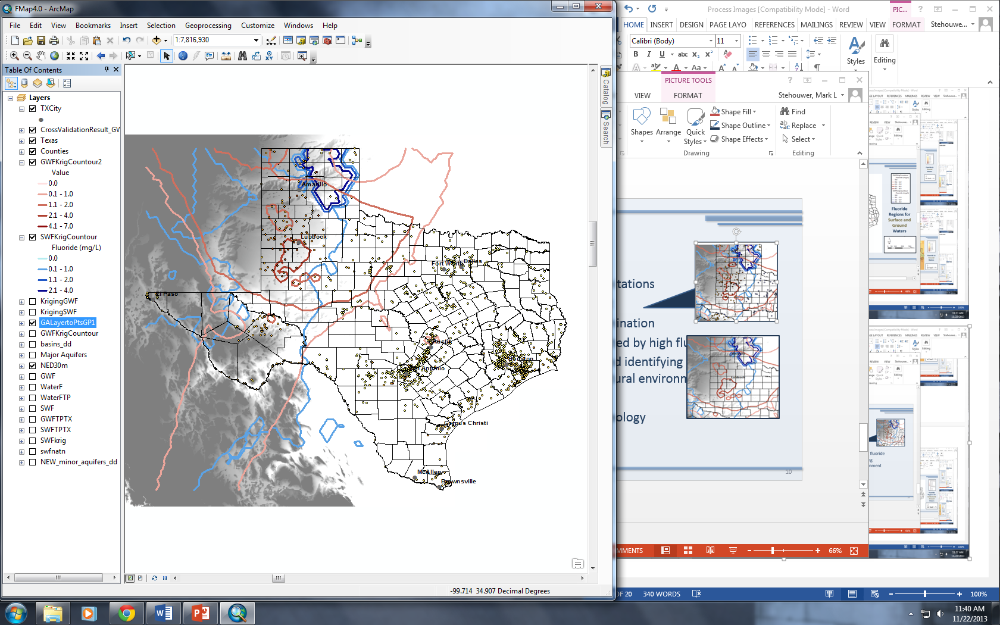 FMap4.0 - ArcMap
File Edit View Bookmarks Insert Selection Geoprocessing Customize Windows Help
1:7,816,930
Table Of Contents
Layers
TXCity
CrossValidationResult_GW
Texas
Counties
GWFKrigCountour2
Value
0.0
0.1 - 1.0
1.1 - 2.0
2.1 - 4.0
4.1 - 7.0
SWFKrigCountour
Fluoride (mg/L)
0.0
0.1 - 1.0
1.1 - 2.0
2.1 - 4.0
KrigingGWF
KrigingSWF
GALayertoPtsGP1
GWFKrigCountour
basins_dd
Major Aquifers
NED30m
GWF
WaterF
WaterFTP
SWF
GWFTPTX
SWFTPTX
SWFkrig
swfnatn
NEW_minor_aquifers_dd
Amarillo
Lubbock
Fort Worth
Dallas
El Paso
Austin
Houston
San Antonio
Corpus Christi
McAllen
Brownsville
Catalog
Search
-99.714 34.907 Decimal Degrees
Process Images [Compatibility Mode] - Word
PIC...
HOME INSERT DESIGN PAGE LAYO REFERENCES MAILINGS REVIEW VIEW FORMAT Stehouwe...
Calibri (Body) 11
Styles
Editing
PICTURE TOOLS
VIEW FORMAT Stehouwer, Mark L
Shapes Arrange Quick Styles
Shape Fill
Shape Outline
Shape Effects
Drawing
Find
Replace
Select
Editing
tations
ination
ed by high flu
d identifying
ural environm
ology
10
Fluoride
Regions for
Surface and
Ground
Waters
MMENTS 66%
OF 20 340 WORDS 100%
11:40 AM
11/22/2013